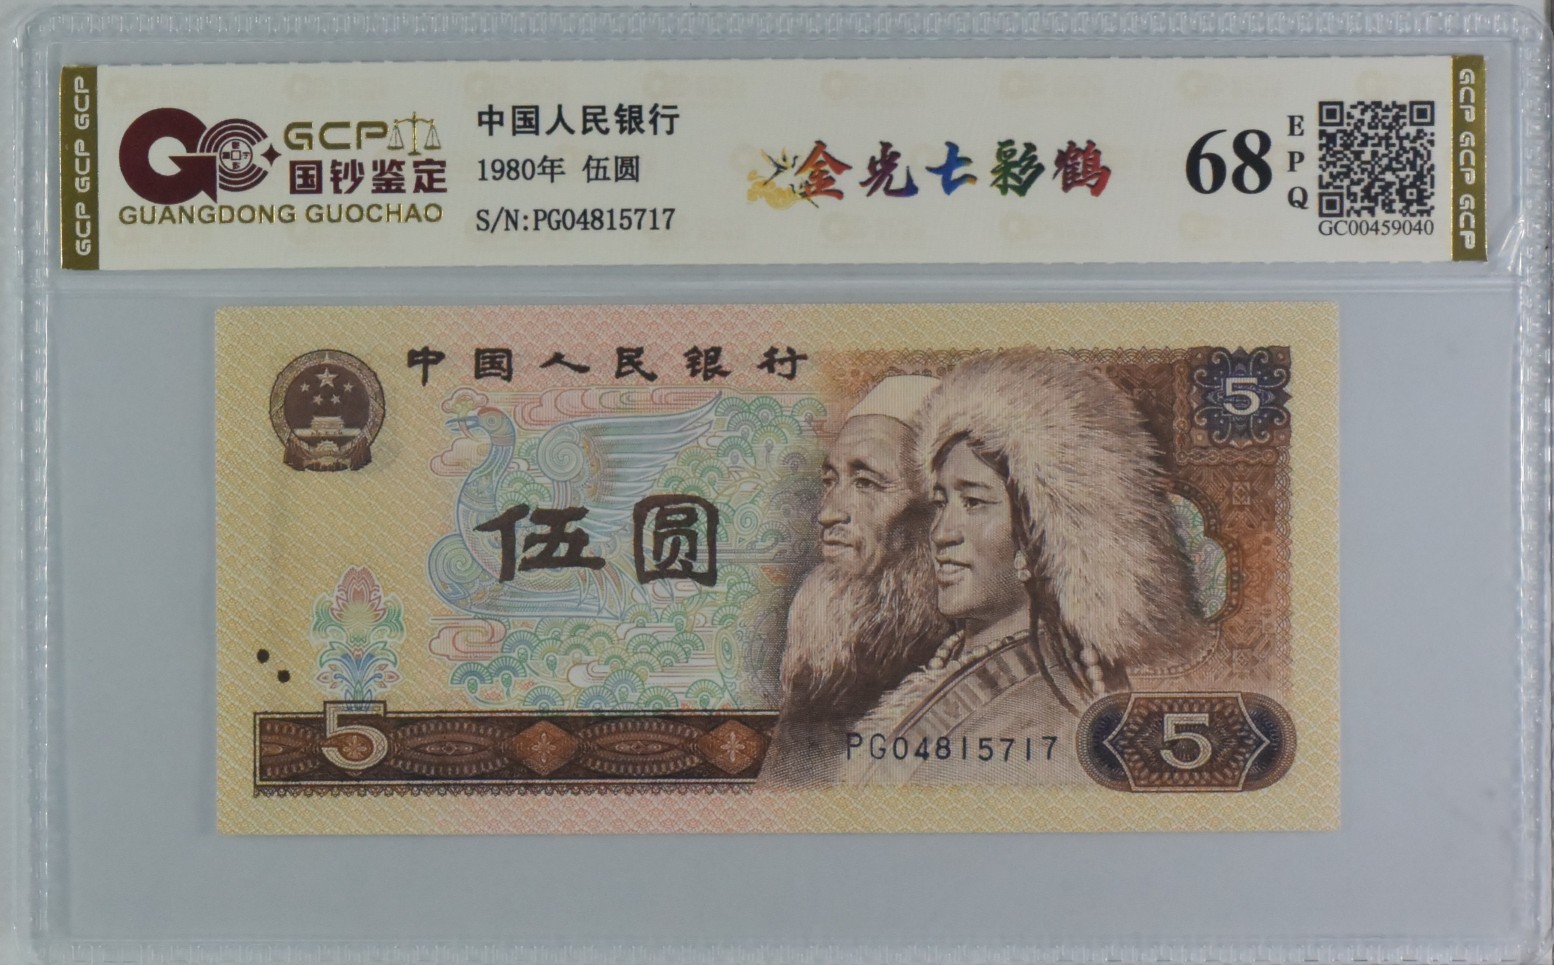 GCP GCP GCP
GCP
国钞鉴定
GUANGDONG GUOCHAO
中国人民银行
1980年 伍圆
S/N:PG04815717
金光七彩鹤
68
EPQ
GC00459040
GCP GCP GCP
中国人民银行
5
伍圆
5
PG04815717
5